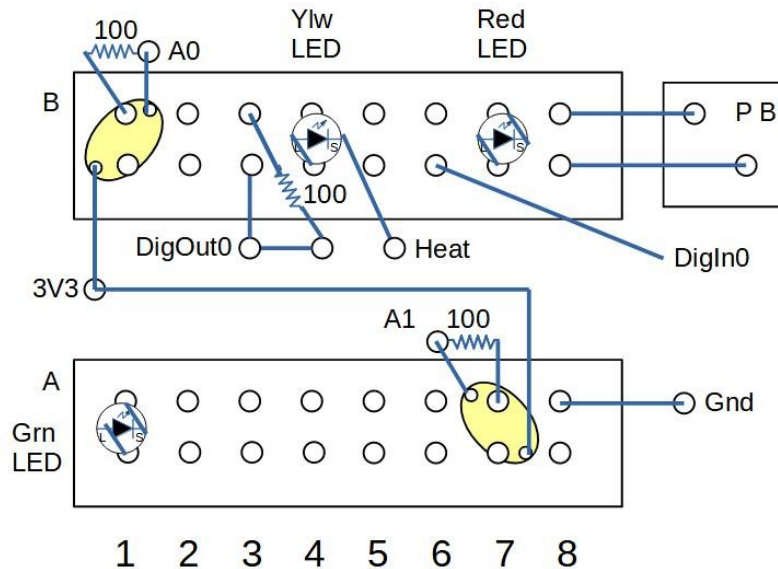 Ylw
LED
Red
LED
100
A0
B
P B
L S
L S
100
DigOut0
Heat
DigIn0
3V3
A1
100
A
Gnd
L S
Grn
LED
1 2 3 4 5 6 7 8